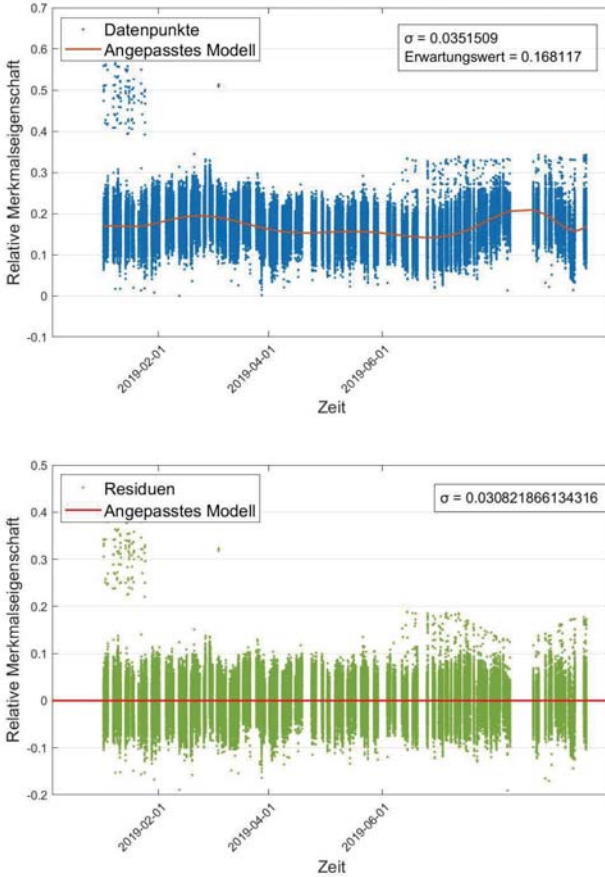 0.7
0.6
0.5
0.4
0.3
0.2
0.1
0
-0.1
Relative Merkmalseigenschaft
Datenpunkte
Angepasstes Modell
σ = 0.0351509
Erwartungswert = 0.168117
2019-02-01
2019-04-01
2019-06-01
Zeit
0.5
0.4
0.3
0.2
0.1
0
-0.1
-0.2
Relative Merkmalseigenschaft
Residuen
Angepasstes Modell
σ = 0.030821866134316
2019-02-01
2019-04-01
2019-06-01
Zeit